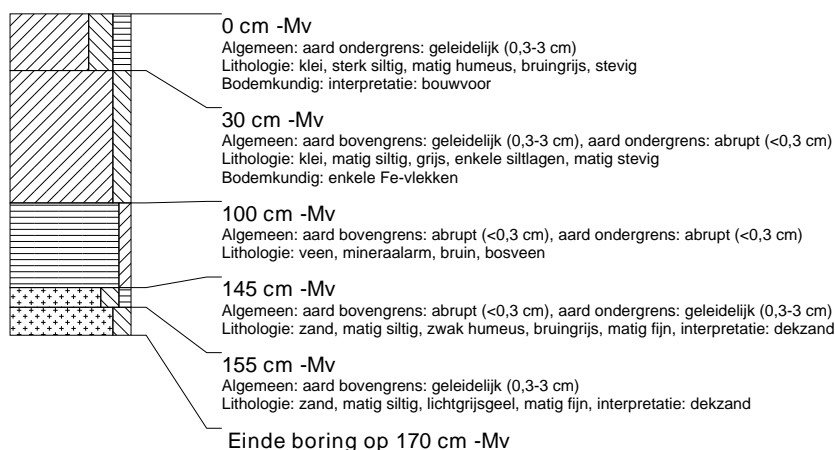 0 cm -Mv
Algemeen: aard ondergrens: geleidelijk (0,3-3 cm)
Lithologie: klei, sterk siltig, matig humeus, bruingrijs, stevig
Bodemkundig: interpretatie: bouwvoor
30 cm -Mv
Algemeen: aard bovengrens: geleidelijk (0,3-3 cm), aard ondergrens: abrupt (<0,3 cm)
Lithologie: klei, matig siltig, grijs, enkele siltlagen, matig stevig
Bodemkundig: enkele Fe-vlekken
100 cm -Mv
Algemeen: aard bovengrens: abrupt (<0,3 cm), aard ondergrens: abrupt (<0,3 cm)
Lithologie: veen, mineraalarm, bruin, bosveen
145 cm -Mv
Algemeen: aard bovengrens: abrupt (<0,3 cm), aard ondergrens: geleidelijk (0,3-3 cm)
Lithologie: zand, matig siltig, zwak humeus, bruingrijs, matig fijn, interpretatie: dekzand
155 cm -Mv
Algemeen: aard bovengrens: geleidelijk (0,3-3 cm)
Lithologie: zand, matig siltig, lichtgrijsgeel, matig fijn, interpretatie: dekzand
Einde boring op 170 cm -Mv